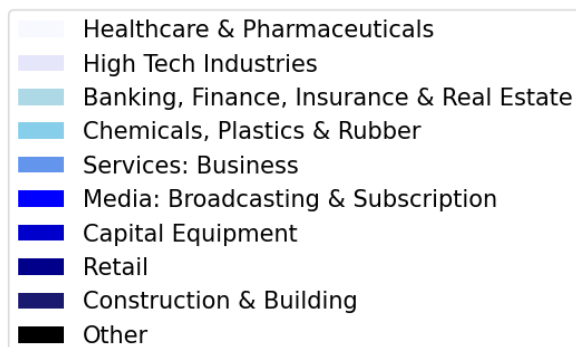 Healthcare & Pharmaceuticals
High Tech Industries
Banking, Finance, Insurance & Real Estate
Chemicals, Plastics & Rubber
Services: Business
Media: Broadcasting & Subscription
Capital Equipment
Retail
Construction & Building
Other